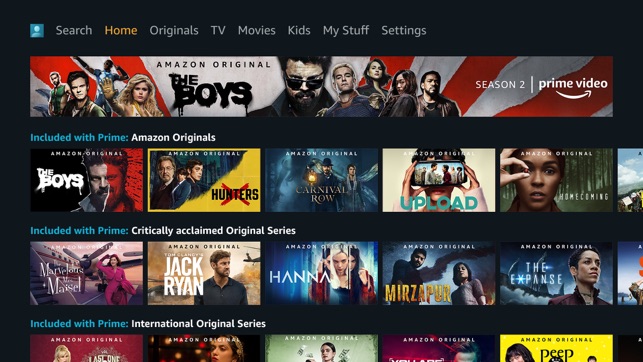 Search Home Originals TV Movies Kids My Stuff Settings
AMAZON ORIGINAL
THE BOYS
SEASON 2 | prime video
Included with Prime: Amazon Originals
AMAZON ORIGINAL AMAZON ORIGINAL AMAZON ORIGINAL AMAZON ORIGINAL AMAZON ORIGINAL
THE BOYS
HUNTERS
CARNIVAL ROW
UPLOAD
HOMECOMING
Included with Prime: Critically acclaimed Original Series
AMAZON ORIGINAL AMAZON ORIGINAL AMAZON ORIGINAL AMAZON ORIGINAL AMAZON ORIGINAL
Marvelous Mrs. Maisel
TOM CLANCY'S
JACK RYAN
HANNA
MIRZAPUR
THE EXPANSE
Included with Prime: International Original Series
AMAZON ORIGINAL AMAZON ORIGINAL AMAZON ORIGINAL AMAZON ORIGINAL AMAZON ORIGINAL
Peep